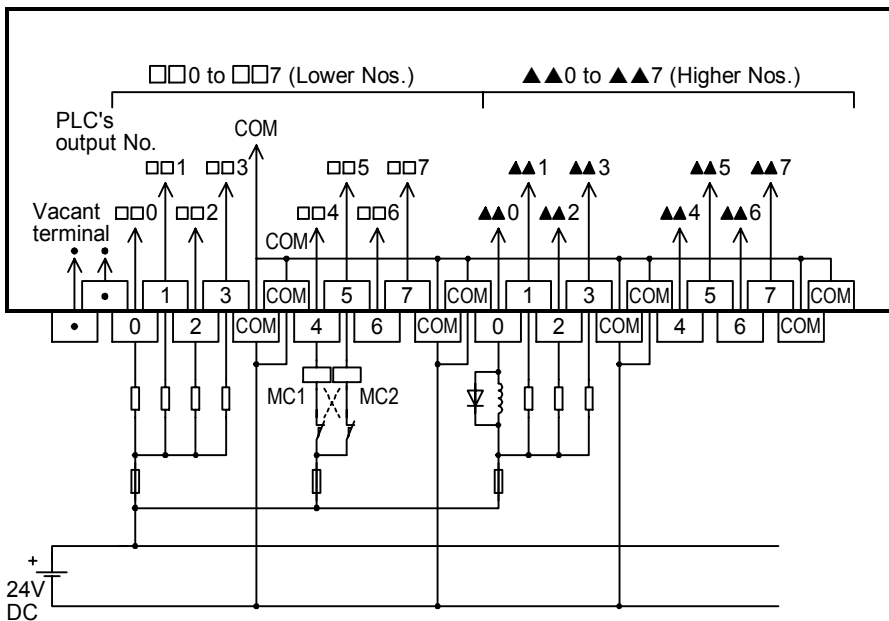 □□0 to □□7 (Lower Nos.) ▲▲0 to ▲▲7 (Higher Nos.)
PLC's
output No.
COM
□□1 □□3 □□5 □□7 ▲▲1 ▲▲3 ▲▲5 ▲▲7
Vacant
terminal
□□0 □□2 □□4 □□6 ▲▲0 ▲▲2 ▲▲4 ▲▲6
COM
• 1 3 COM 5 7 COM 1 3 COM 5 7 COM
• 0 2 COM 4 6 COM 0 2 COM 4 6 COM
MC1 MC2
+
24V
DC